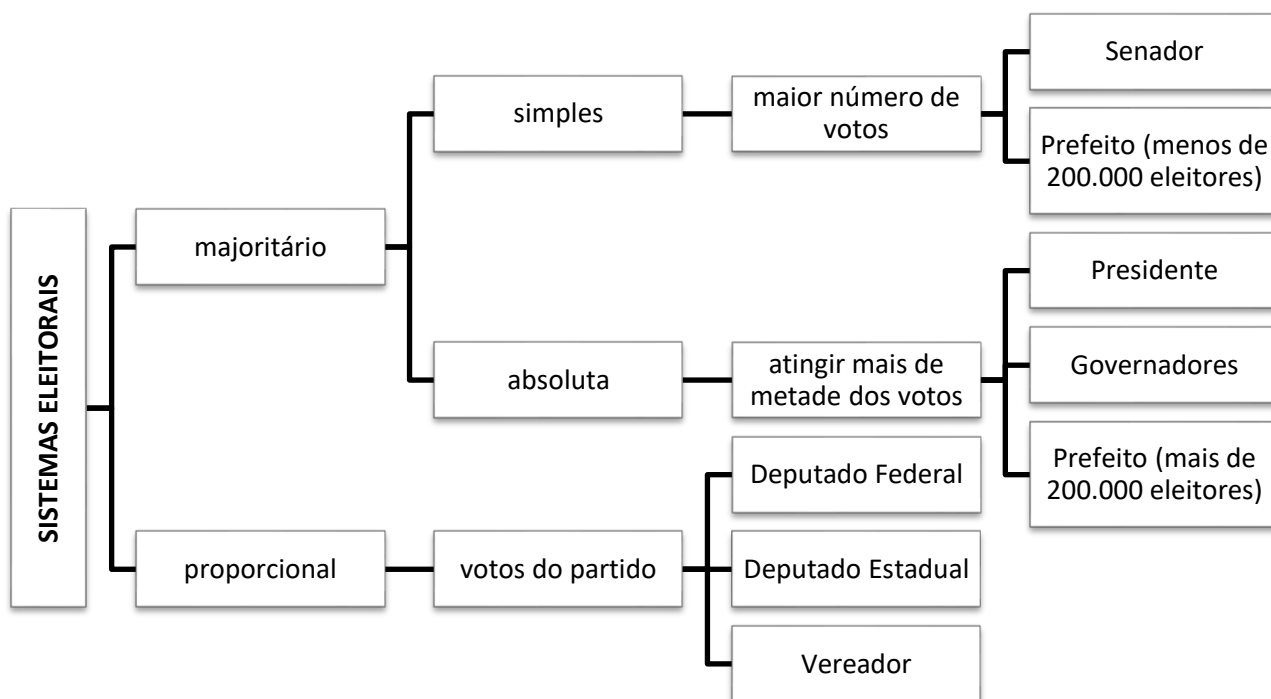 SISTEMAS ELEITORAIS
majoritário
simples
maior número de
votos
Senador
Prefeito (menos de
200.000 eleitores)
absoluta
atingir mais de
metade dos votos
Presidente
Governadores
Prefeito (mais de
200.000 eleitores)
proporcional
votos do partido
Deputado Federal
Deputado Estadual
Vereador